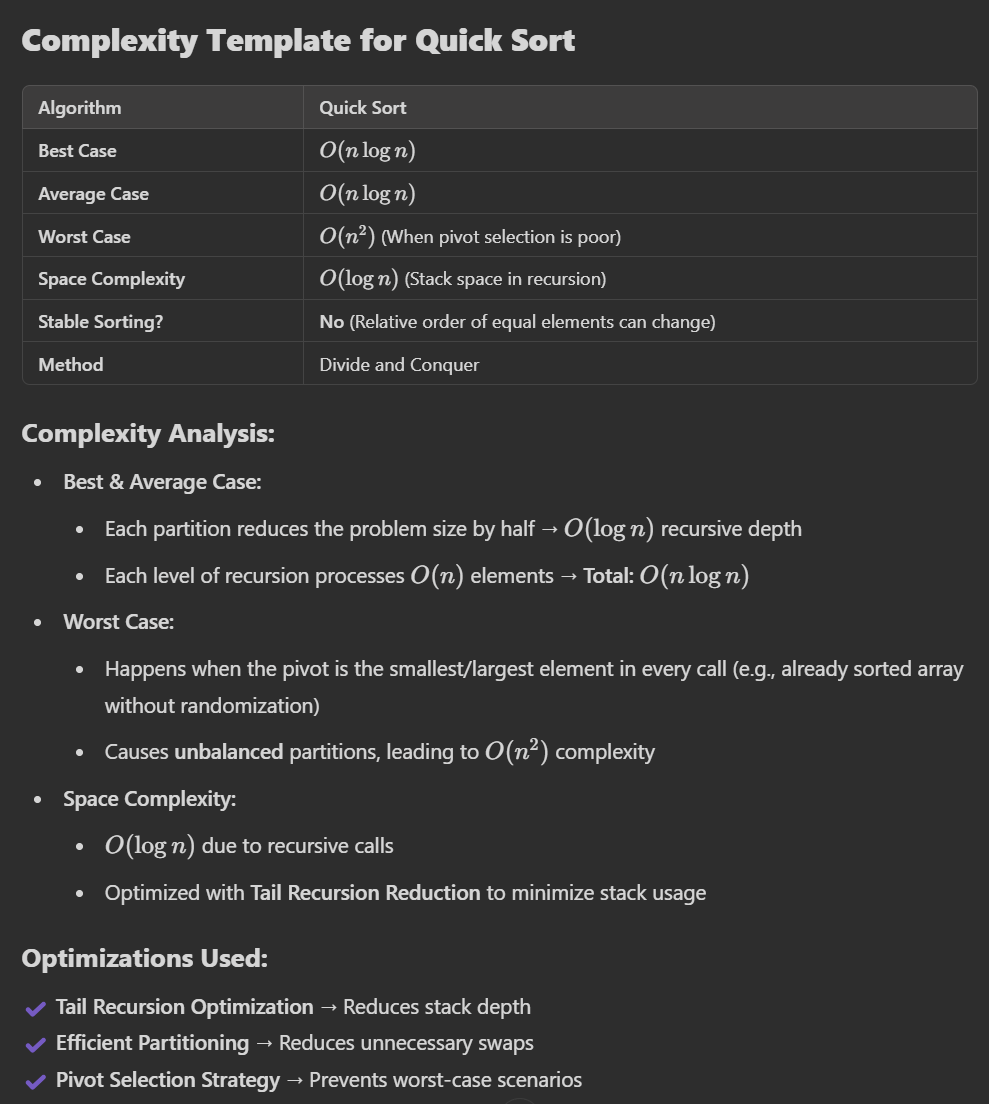 Complexity Template for Quick Sort
Algorithm Quick Sort
Best Case O(n log n)
Average Case O(n log n)
Worst Case O(n²) (When pivot selection is poor)
Space Complexity O(log n) (Stack space in recursion)
Stable Sorting? No (Relative order of equal elements can change)
Method Divide and Conquer
Complexity Analysis:
• Best & Average Case:
• Each partition reduces the problem size by half → O(log n) recursive depth
• Each level of recursion processes O(n) elements → Total: O(n log n)
• Worst Case:
• Happens when the pivot is the smallest/largest element in every call (e.g., already sorted array
without randomization)
• Causes unbalanced partitions, leading to O(n²) complexity
• Space Complexity:
• O(log n) due to recursive calls
• Optimized with Tail Recursion Reduction to minimize stack usage
Optimizations Used:
✔ Tail Recursion Optimization → Reduces stack depth
✔ Efficient Partitioning → Reduces unnecessary swaps
✔ Pivot Selection Strategy → Prevents worst-case scenarios